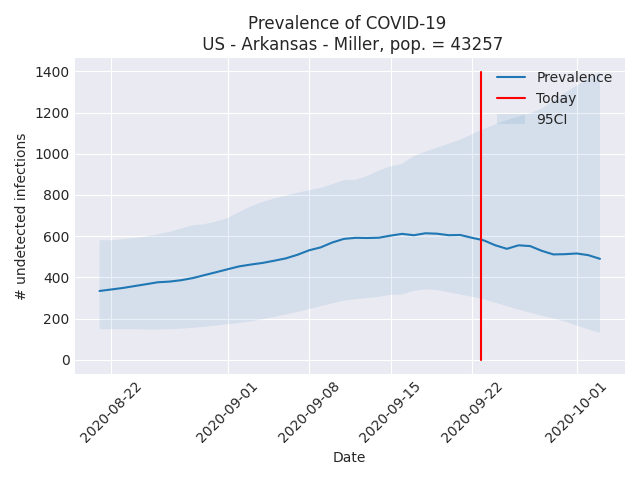 Prevalence of COVID-19
US - Arkansas - Miller, pop. = 43257
1400
1200
1000
800
600
400
200
0
# undetected infections
Prevalence
Today
95CI
2020-08-22
2020-09-01
2020-09-08
2020-09-15
2020-09-22
2020-10-01
Date